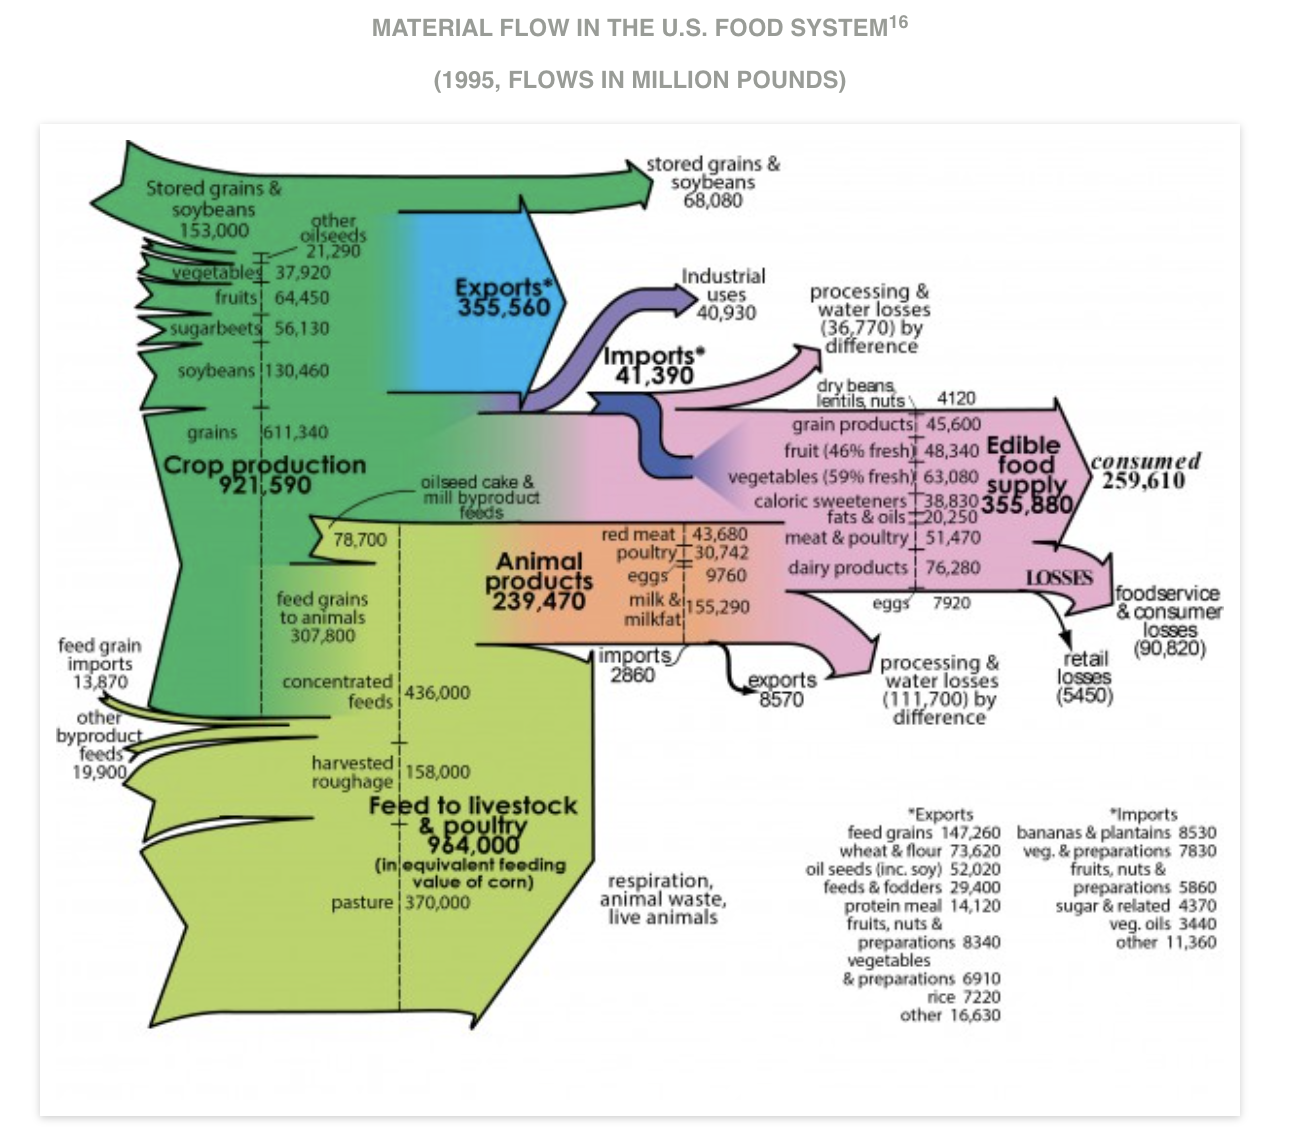 MATERIAL FLOW IN THE U.S. FOOD SYSTEM16
(1995, FLOWS IN MILLION POUNDS)
stored grains &
soybeans
68,080
Stored grains &
soybeans
153,000
other
oilseeds
21,290
vegetables 37,920
fruits 64,450
sugarbeets 56,130
soybeans 130,460
grains 611,340
Crop production
921,590
Exports*
355,560
Industrial
uses
40,930
Imports*
41,390
processing &
water losses
(36,770) by
difference
dry beans,
lentils, nuts 4120
grain products 45,600
fruit (46% fresh) 48,340
vegetables (59% fresh) 63,080
caloric sweeteners 38,830
fats & oils 20,250
meat & poultry 51,470
dairy products 76,280
eggs 7920
Edible
food
supply
355,880
consumed
259,610
LOSSES
foodservice
& consumer
losses
(90,820)
retail
losses
(5450)
oilseed cake &
mill byproduct
feeds
78,700
Animal
products
239,470
red meat 43,680
poultry 30,742
eggs 9760
milk &
milkfat 155,290
imports
2860
exports
8570
processing &
water losses
(111,700) by
difference
feed grains
to animals
307,800
feed grain
imports
13,870
other
byproduct
feeds
19,900
concentrated
feeds 436,000
harvested
roughage 158,000
Feed to livestock
& poultry
964,000
(in equivalent feeding
value of corn)
pasture 370,000
respiration,
animal waste,
live animals
*Exports
feed grains 147,260
wheat & flour 73,620
oil seeds (inc. soy) 52,020
feeds & fodders 29,400
protein meal 14,120
fruits, nuts &
preparations 8340
vegetables
& preparations 6910
rice 7220
other 16,630
*Imports
bananas & plantains 8530
veg. & preparations 7830
fruits, nuts &
preparations 5860
sugar & related 4370
veg. oils 3440
other 11,360